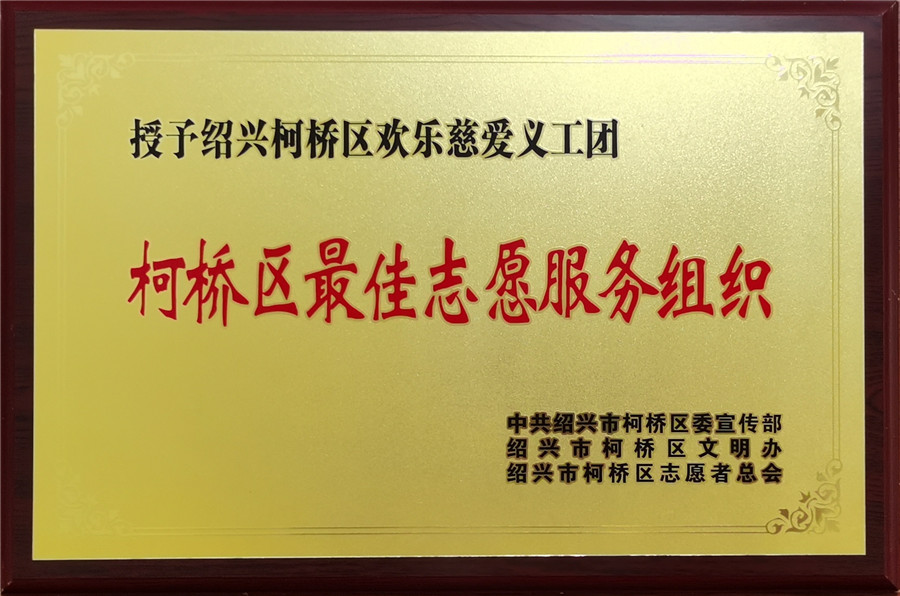 授予绍兴柯桥区欢乐慈爱义工团
柯桥区最佳志愿服务组织
中共绍兴市柯桥区委宣传部
绍兴市柯桥区文明办
绍兴市柯桥区志愿者总会